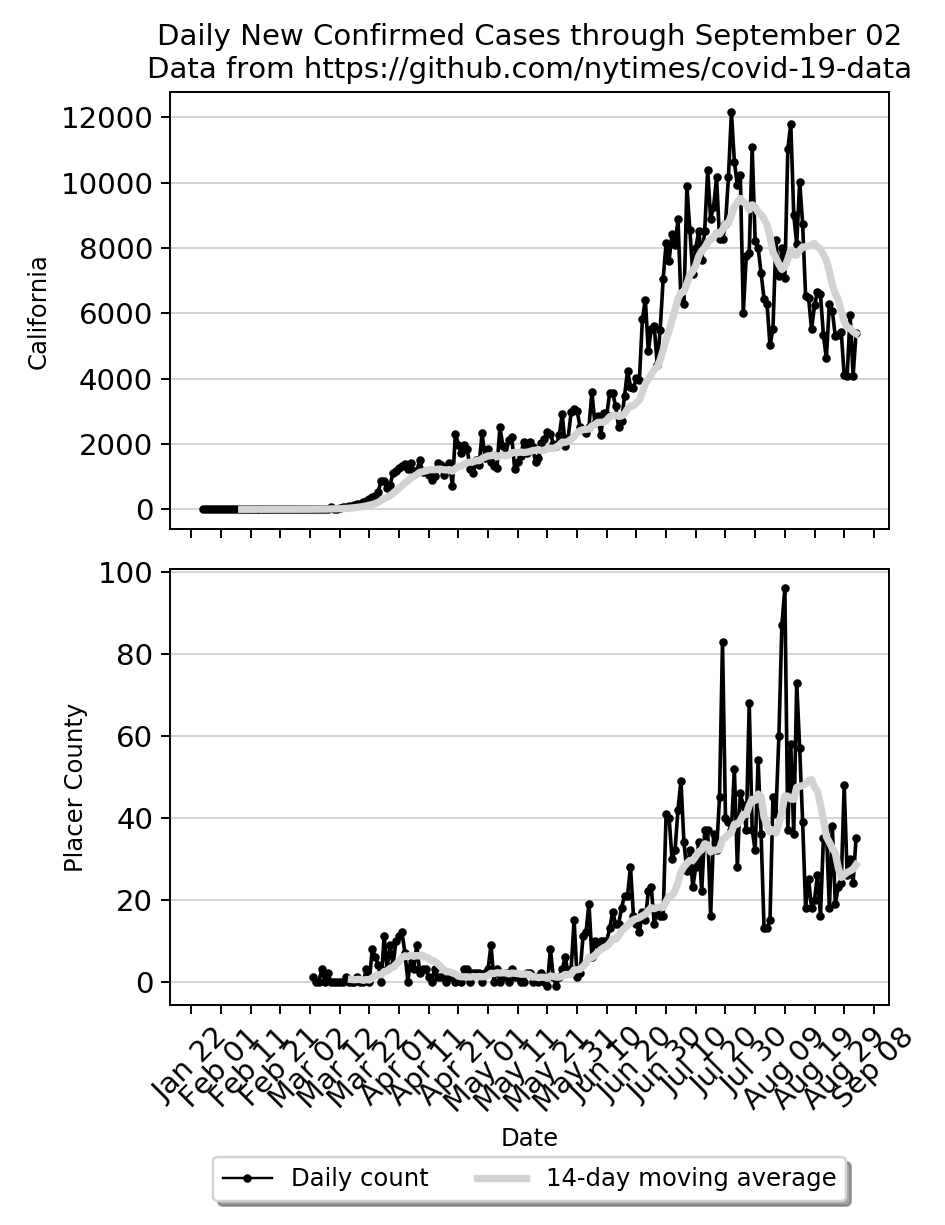 Daily New Confirmed Cases through September 02
Data from https://github.com/nytimes/covid-19-data
12000
10000
8000
6000
4000
2000
0
California
100
80
60
40
20
0
Placer County
Jan 22
Feb 01
Feb 11
Feb 21
Mar 02
Mar 12
Mar 22
Apr 01
Apr 11
Apr 21
May 01
May 11
May 21
May 31
Jun 10
Jun 20
Jun 30
Jul 10
Jul 20
Jul 30
Aug 09
Aug 19
Aug 29
Sep 08
Date
Daily count
14-day moving average